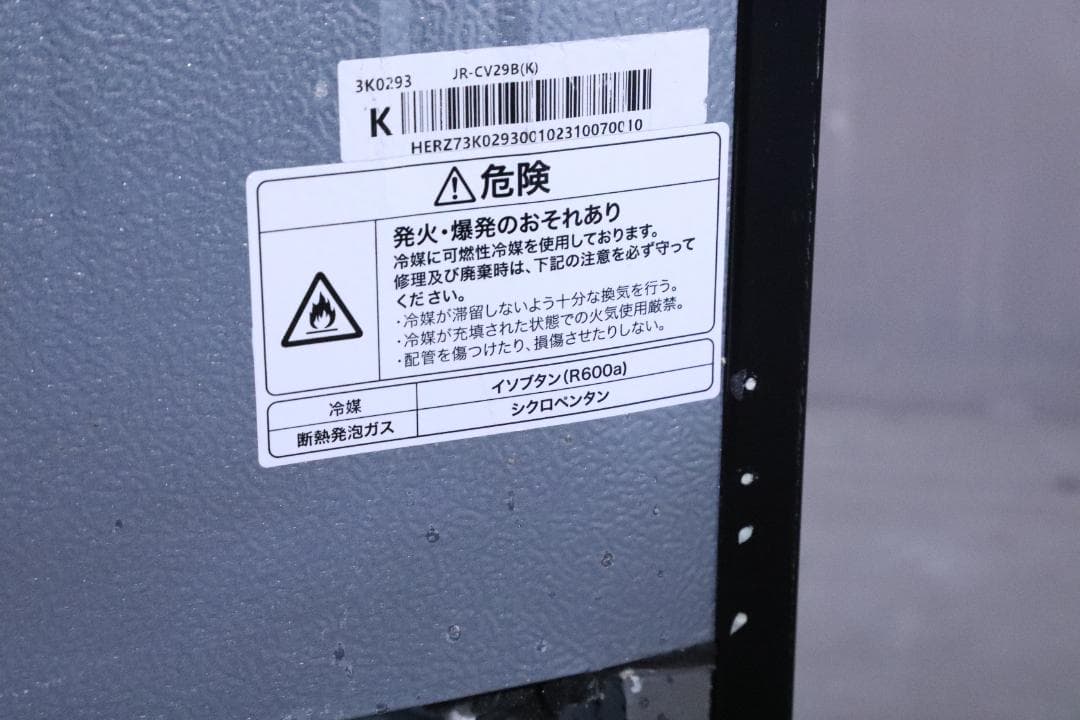 3K0293 JR-CV29B(K)
K
HERZ73K029300102310070010
危険
発火・爆発のおそれあり
冷媒に可燃性冷媒を使用しております。
修理及び廃棄時は、下記の注意を必ず守って
ください。
・冷媒が滞留しないよう十分な換気を行う。
・冷媒が充填された状態での火気使用厳禁。
・配管を傷つけたり、損傷させたりしない。
冷媒 イソブタン(R600a)
断熱発泡ガス シクロペンタン